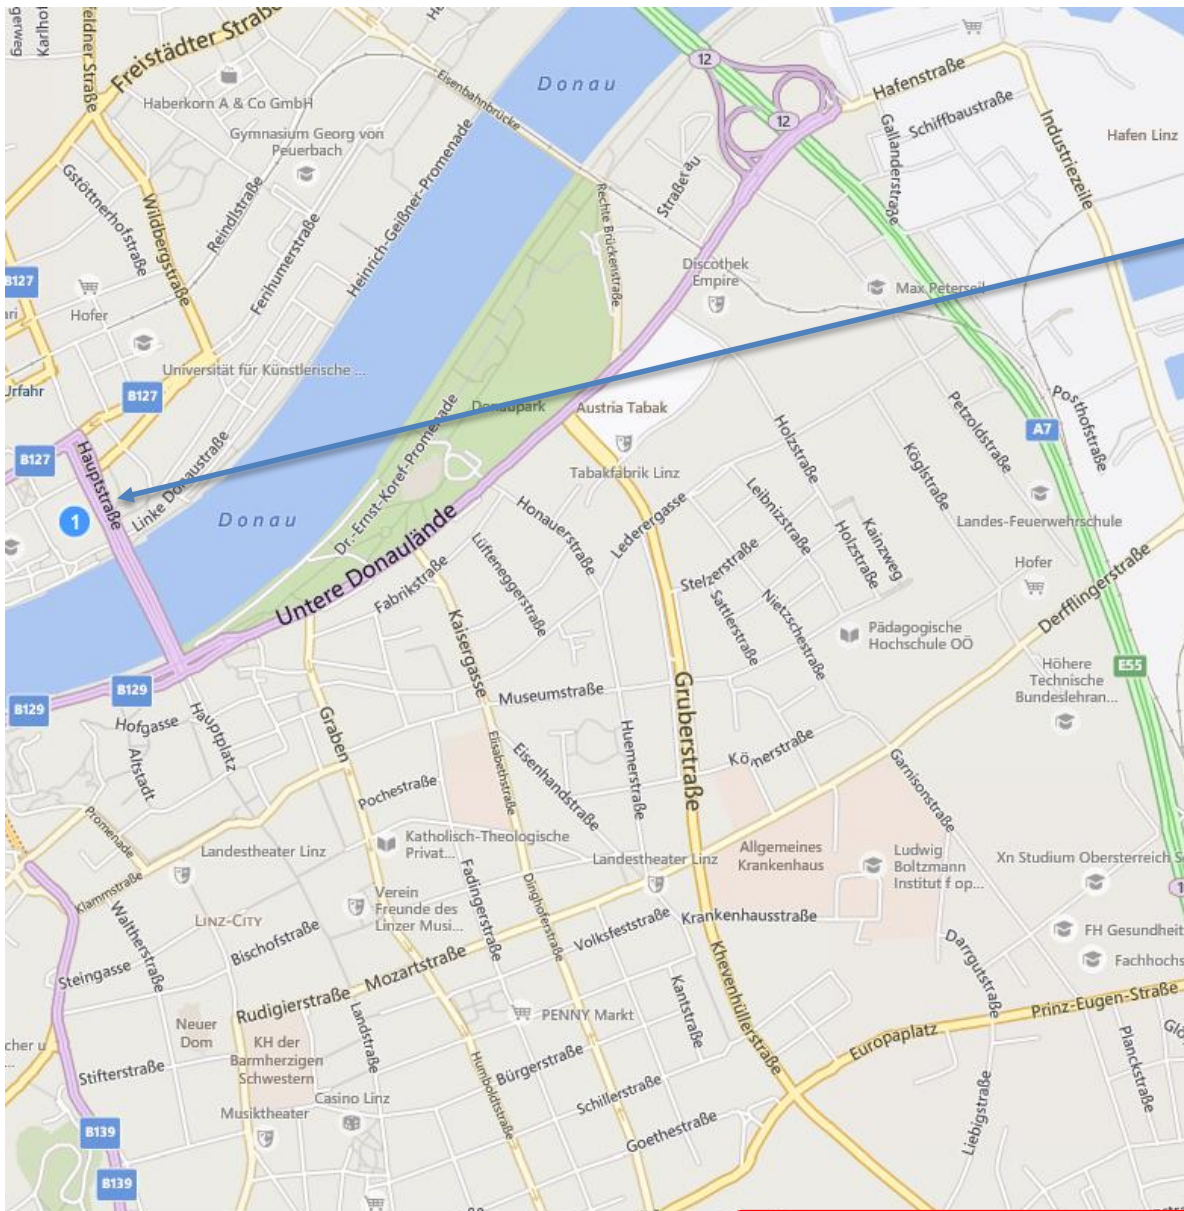 Freistädter Straße
12
Hafenstraße
Donau
Eisenbahnbrücke
Haberkorn A & Co GmbH
Schiffbaustraße
Gallanderstraße
Industriezeile
Hafen Linz
12
Gymnasium Georg von
Peuerbach
Gstöttnerhofstraße
Wildbergstraße
Reindlstraße
Ferihumerstraße
Heinrich-Geißner-Promenade
Rechte Brückenstraße
Straßerau
Discothek
Empire
Max Peterseil
B127
Hofer
Universität für Künstlerische ...
Urfahr
B127
Donaupark
Austria Tabak
Tabakfabrik Linz
Holzstraße
Köglstraße
Petzoldstraße
A7
Posthofstraße
B127
Hauptstraße
Linke Donaustraße
1
Donau
Dr.-Ernst-Koref-Promenade
Untere Donaulände
Honauerstraße
Lederergasse
Leibnizstraße
Holzstraße
Kainzweg
Landes-Feuerwehrschule
Hofer
Derfflingerstraße
Lüfteneggerstraße
Fabrikstraße
Kaisergasse
Stelzerstraße
Sattlerstraße
Nietzschestraße
Pädagogische
Hochschule OÖ
Höhere
Technische
Bundeslehran...
E55
B129
B129
Museumstraße
Gruberstraße
Hofgasse
Altstadt
Hauptplatz
Graben
Elisabethstraße
Eisenhandstraße
Huemerstraße
Körnerstraße
Garnisonstraße
Pochestraße
Promenade
Klammstraße
Landestheater Linz
Katholisch-Theologische
Privat...
Landestheater Linz
Allgemeines
Krankenhaus
Ludwig
Boltzmann
Institut f op...
Xn Studium Obersterreich
Verein
Freunde des
Linzer Musi...
Fadingerstraße
Dinghoferstraße
LINZ-CITY
Waltherstraße
Bischofstraße
Volksfeststraße
Krankenhausstraße
FH Gesundheit
Fachhochs
Steingasse
Mozartstraße
Rudigierstraße
Khevenhüllerstraße
Darrgutstraße
Prinz-Eugen-Straße
Neuer
Dom
KH der
Barmherzigen
Schwestern
Landstraße
PENNY Markt
Kantstraße
Europaplatz
Planckstraße
Stifterstraße
Musiktheater
Casino Linz
Humboldtstraße
Bürgerstraße
Schillerstraße
Goethestraße
Liebigstraße
B139
B139